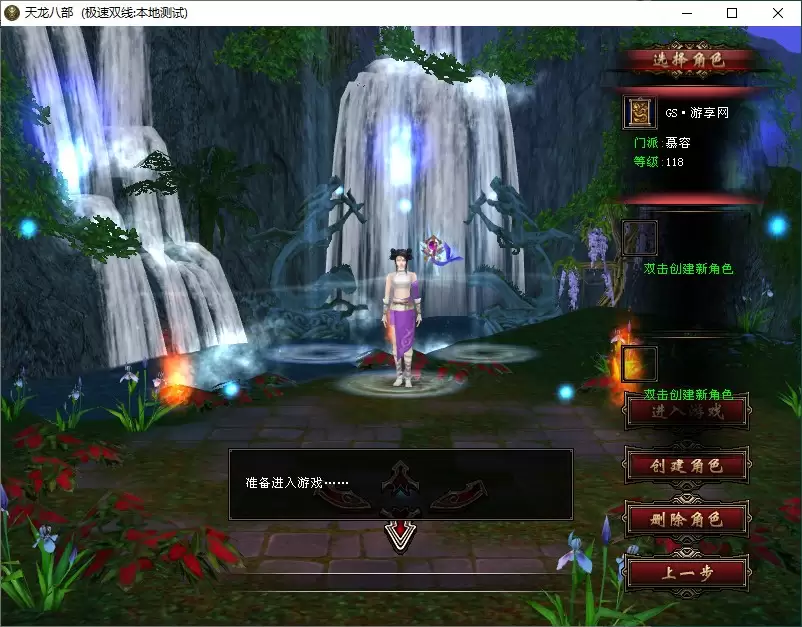 天龙八部 (极速双线:本地测试)
选择角色
GS·游享网
门派:慕容
等级:118
双击创建新角色
双击创建新角色
进入游戏
创建角色
删除角色
上一步
准备进入游戏……